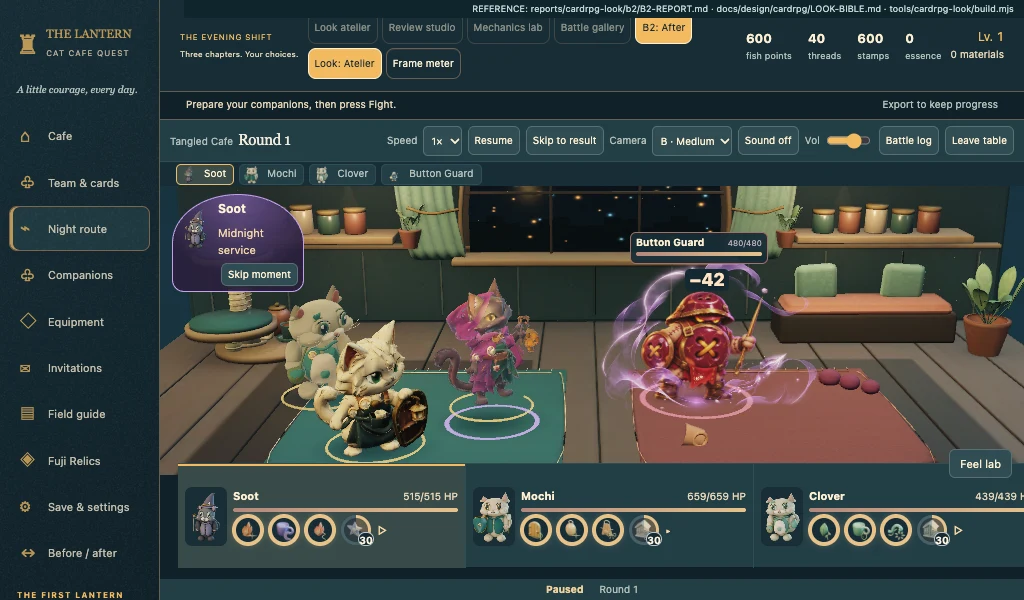 REFERENCE: reports/cardrpg-look/b2/B2-REPORT.md · docs/design/cardrpg/LOOK-BIBLE.md · tools/cardrpg-look/build.mjs
THE LANTERN
CAT CAFE QUEST
A little courage, every day.
Cafe
Team & cards
Night route
Companions
Equipment
Invitations
Field guide
Fuji Relics
Save & settings
Before / after
THE FIRST LANTERN
THE EVENING SHIFT
Three chapters. Your choices.
Look atelier
Review studio
Mechanics lab
Battle gallery
B2: After
Look: Atelier
Frame meter
600 fish points
40 threads
600 stamps
0 essence
Lv. 1
0 materials
Prepare your companions, then press Fight.
Export to keep progress
Tangled Cafe Round 1
Speed 1x Resume Skip to result Camera B · Medium Sound off Vol Battle log Leave table
Soot
Mochi
Clover
Button Guard
Soot
Midnight service
Skip moment
Button Guard 480/480
−42
Feel lab
Soot 515/515 HP
30
Mochi 659/659 HP
30
Clover 439/439 H
30
Paused Round 1